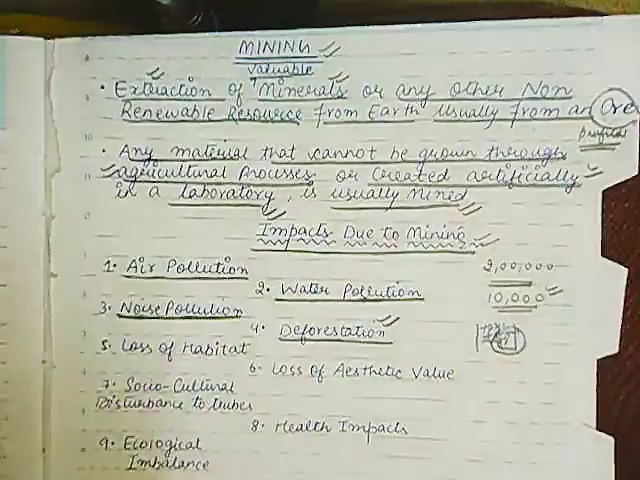 MINING
Valuable
· Extraction of Minerals or any other Non
Renewable Resource from Earth Usually from an Ore
· Any material that cannot be grown through
agricultural processes or created artificially
in a laboratory, is usually mined
Impacts Due to Mining
1. Air Pollution
2,00,000
2. Water Pollution
10,000
3. Noise Pollution
4. Deforestation
5. Loss of Habitat
6. Loss of Aesthetic Value
7. Socio-Cultural
Disturbance to tribes
8. Health Impacts
9. Ecological
Imbalance